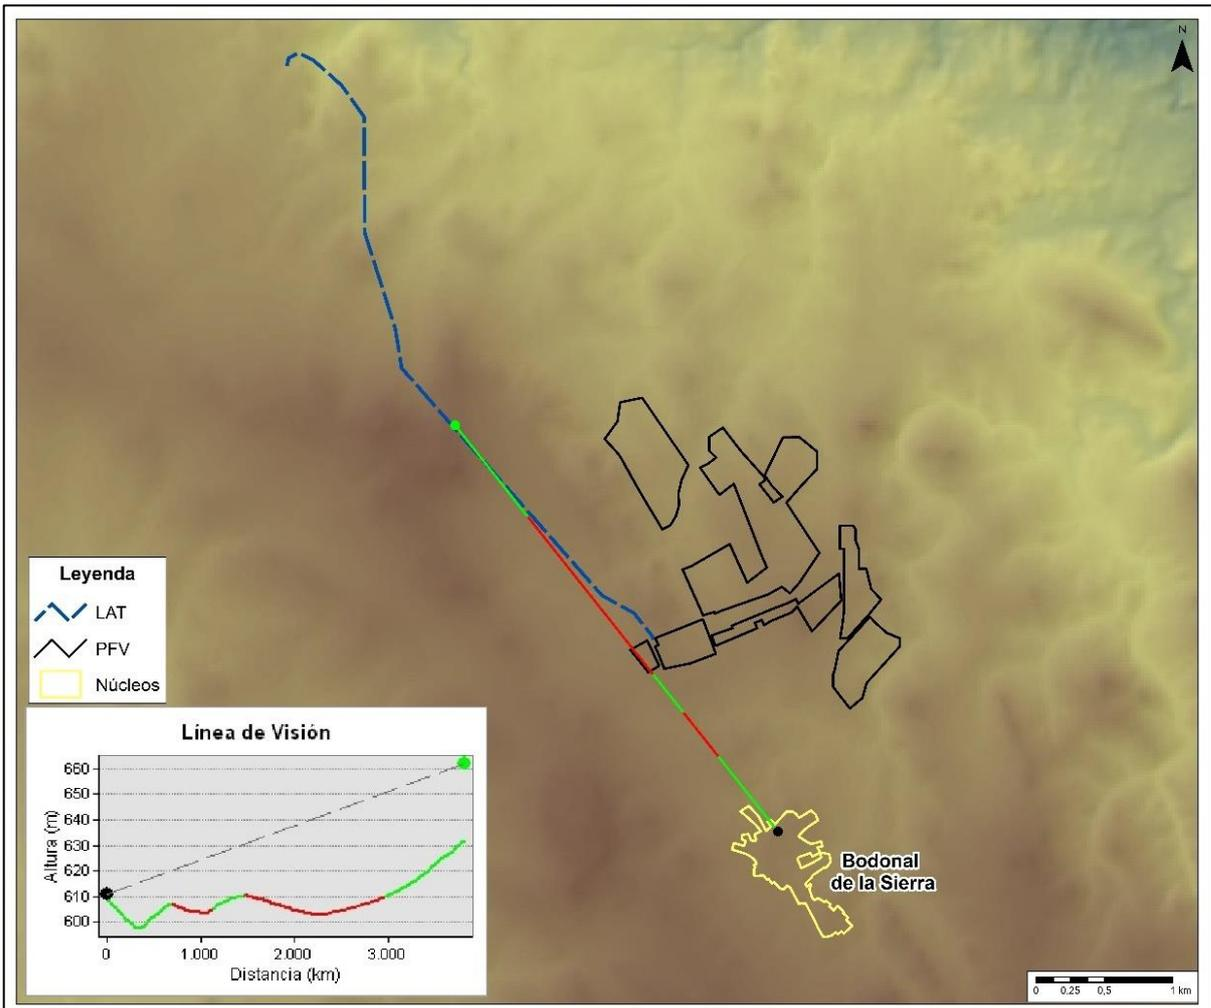 N
Leyenda
LAT
PFV
Núcleos
Línea de Visión
Altura (m)
660
650
640
630
620
610
600
0 1.000 2.000 3.000
Distancia (km)
Bodonal
de la Sierra
0 0,25 0,5 1 km